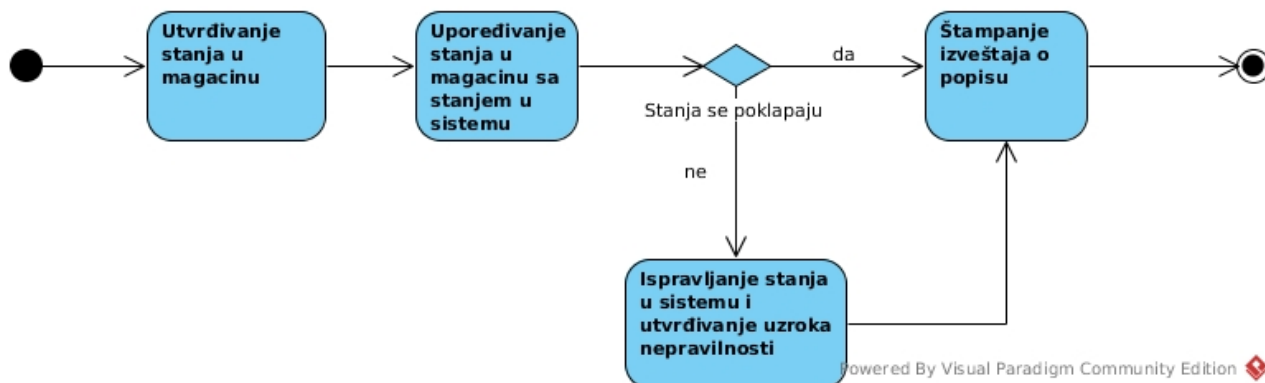 Utvrđivanje
stanja u
magacinu
Upoređivanje
stanja u
magacinu sa
stanjem u
sistemu
Stanja se poklapaju
da
ne
Štampanje
izveštaja o
popisu
Ispravljanje stanja
u sistemu i
utvrđivanje uzroka
nepravilnosti
Powered By Visual Paradigm Community Edition